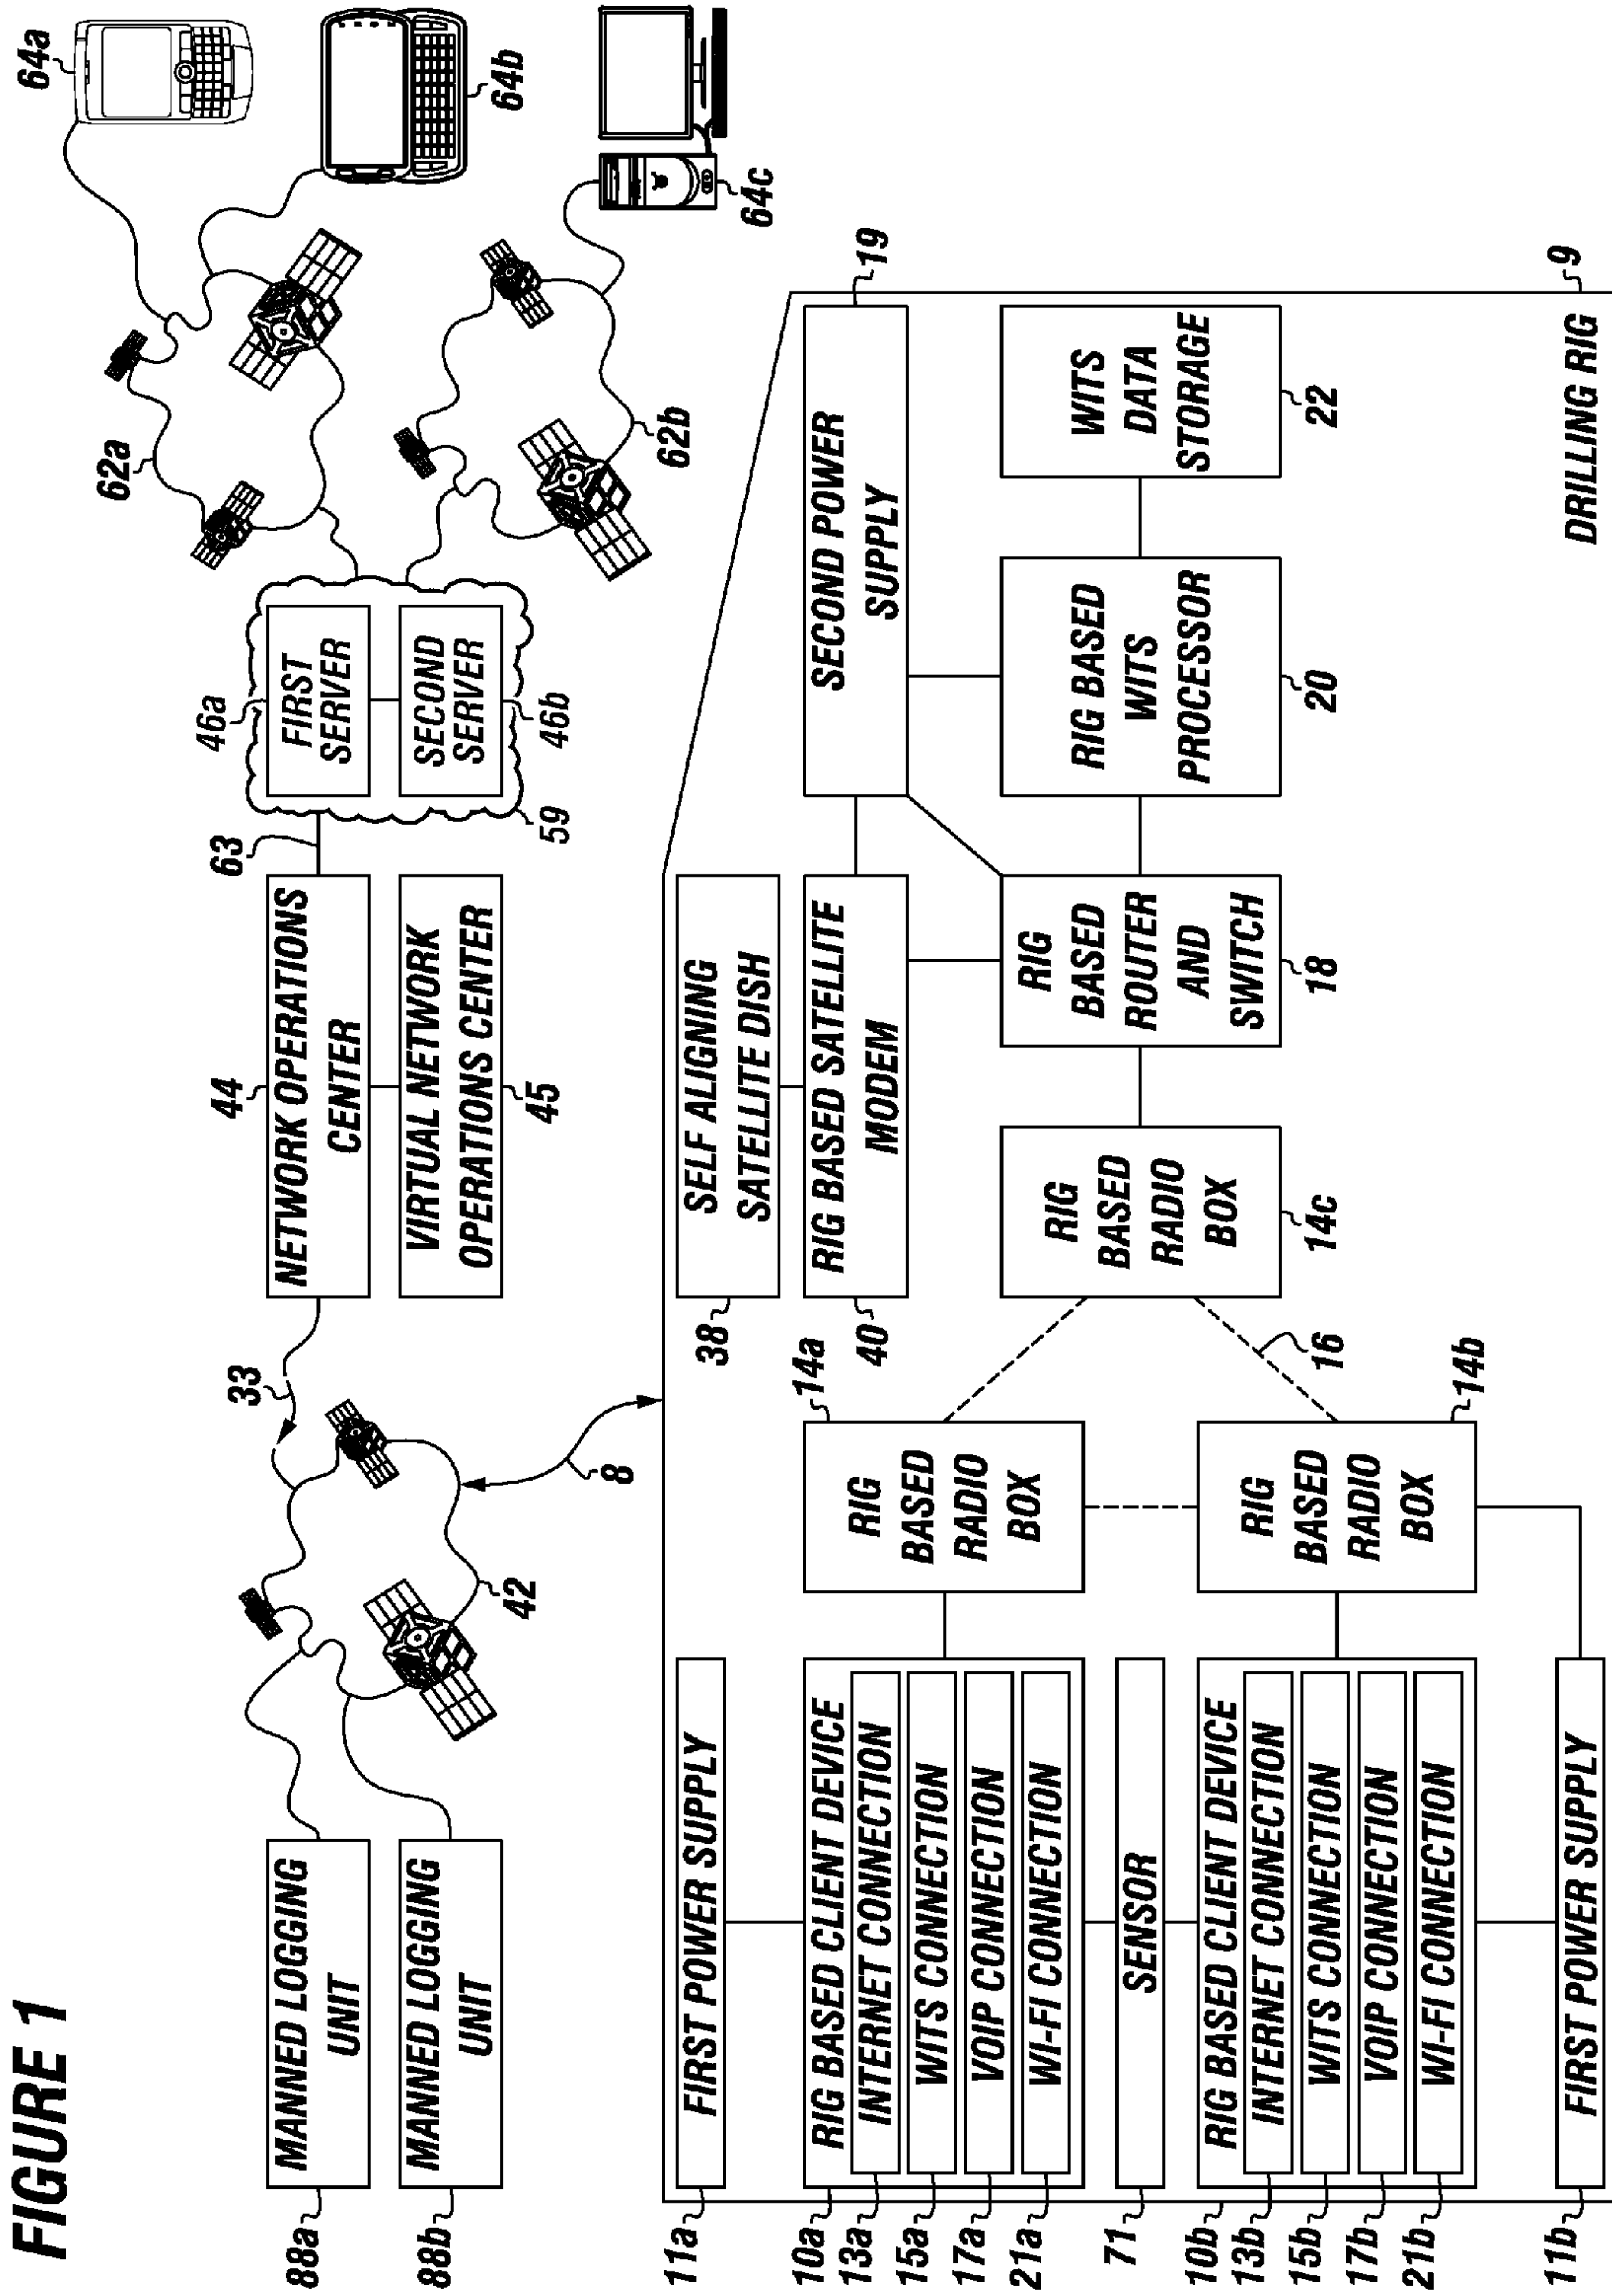 FIGURE 1
88a
MANNED LOGGING
UNIT
88b
MANNED LOGGING
UNIT
33
42
8
44
NETWORK OPERATIONS
CENTER
VIRTUAL NETWORK
OPERATIONS CENTER
45
63
46a
FIRST
SERVER
SECOND
SERVER
46b
59
62a
62b
64a
64b
64c
11a
FIRST POWER SUPPLY
10a
RIG BASED CLIENT DEVICE
13a
INTERNET CONNECTION
15a
WITS CONNECTION
17a
VOIP CONNECTION
21a
WI-FI CONNECTION
71
SENSOR
10b
RIG BASED CLIENT DEVICE
13b
INTERNET CONNECTION
15b
WITS CONNECTION
17b
VOIP CONNECTION
21b
WI-FI CONNECTION
11b
FIRST POWER SUPPLY
14a
RIG
BASED
RADIO
BOX
14b
RIG
BASED
RADIO
BOX
16
38
SELF ALIGNING
SATELLITE DISH
40
RIG BASED SATELLITE
MODEM
RIG
BASED
RADIO
BOX
14c
RIG
BASED
ROUTER
AND
SWITCH
18
SECOND POWER
SUPPLY
19
RIG BASED
WITS
PROCESSOR
20
WITS
DATA
STORAGE
22
DRILLING RIG
9